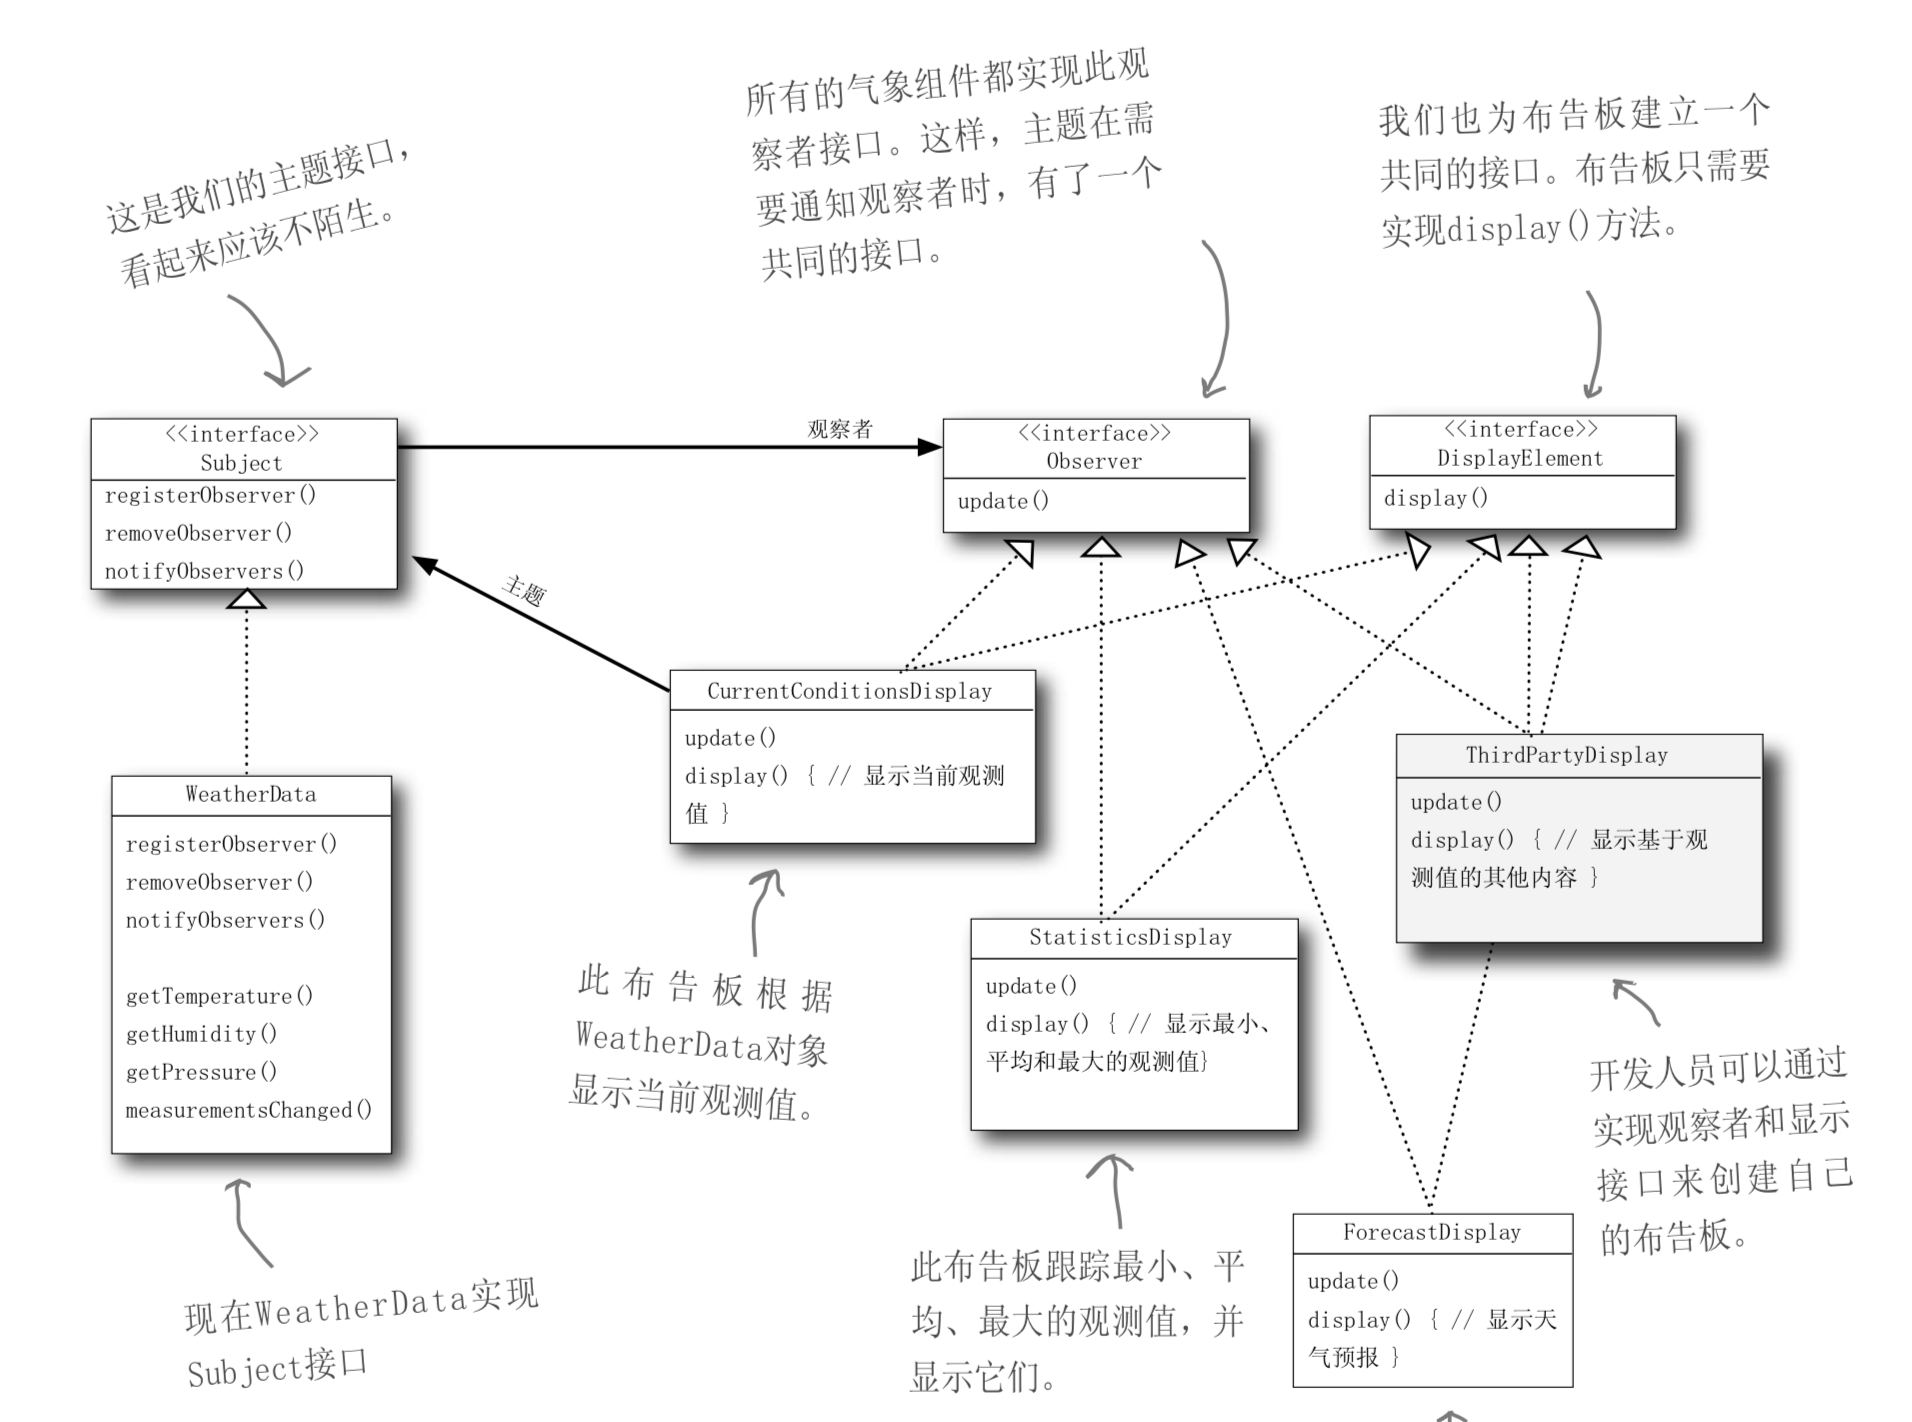 这是我们的主题接口，
看起来应该不陌生。
所有的气象组件都实现此观
察者接口。这样，主题在需
要通知观察者时，有了一个
共同的接口。
我们也为布告板建立一个
共同的接口。布告板只需要
实现display()方法。
<<interface>>
Subject
registerObserver()
removeObserver()
notifyObservers()
观察者
<<interface>>
Observer
update()
<<interface>>
DisplayElement
display()
主题
CurrentConditionsDisplay
update()
display() { // 显示当前观测
值 }
ThirdPartyDisplay
update()
display() { // 显示基于观
测值的其他内容 }
WeatherData
registerObserver()
removeObserver()
notifyObservers()
getTemperature()
getHumidity()
getPressure()
measurementsChanged()
StatisticsDisplay
update()
display() { // 显示最小、
平均和最大的观测值}
此布告板根据
WeatherData对象
显示当前观测值。
开发人员可以通过
实现观察者和显示
接口来创建自己
的布告板。
ForecastDisplay
update()
display() { // 显示天
气预报 }
此布告板跟踪最小、平
均、最大的观测值，并
显示它们。
现在WeatherData实现
Subject接口